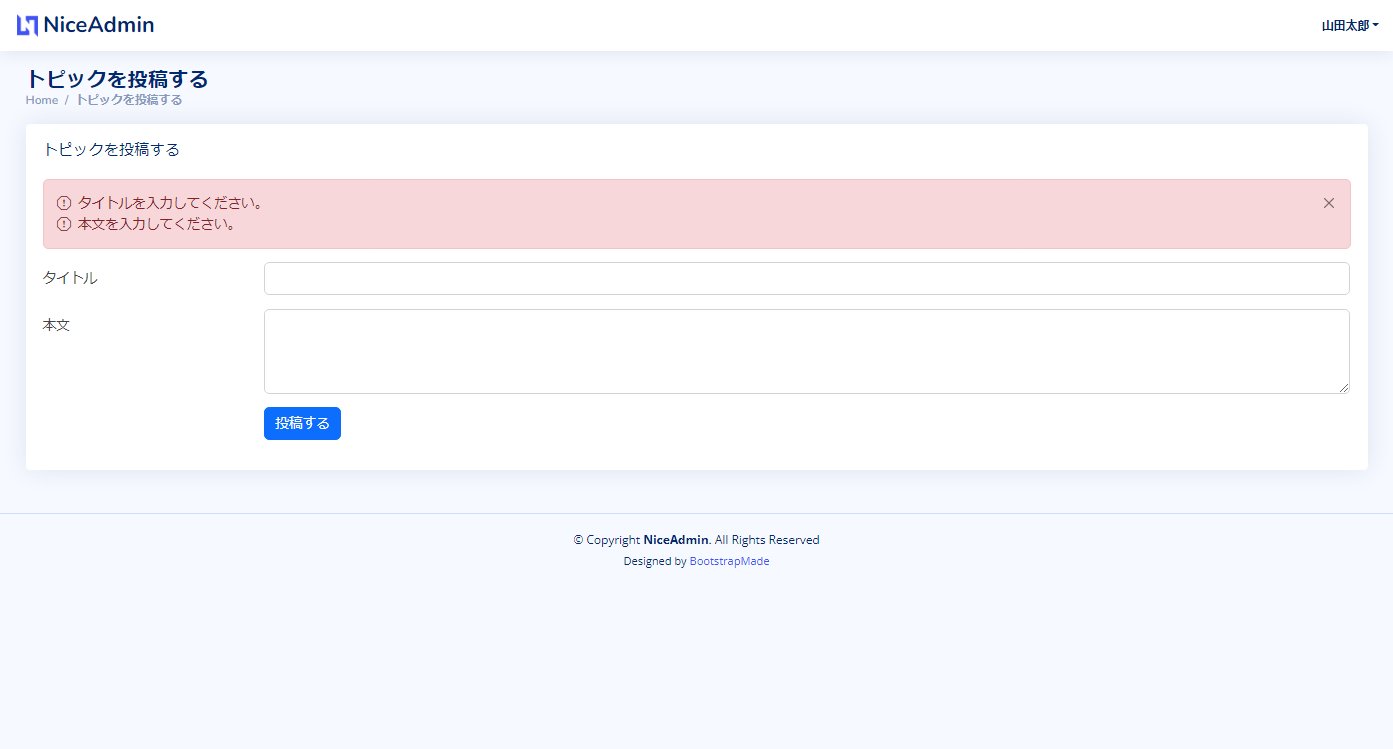 NiceAdmin
山田太郎
トピックを投稿する
Home / トピックを投稿する
トピックを投稿する
タイトルを入力してください。
本文を入力してください。
タイトル
本文
投稿する
© Copyright NiceAdmin. All Rights Reserved
Designed by BootstrapMade